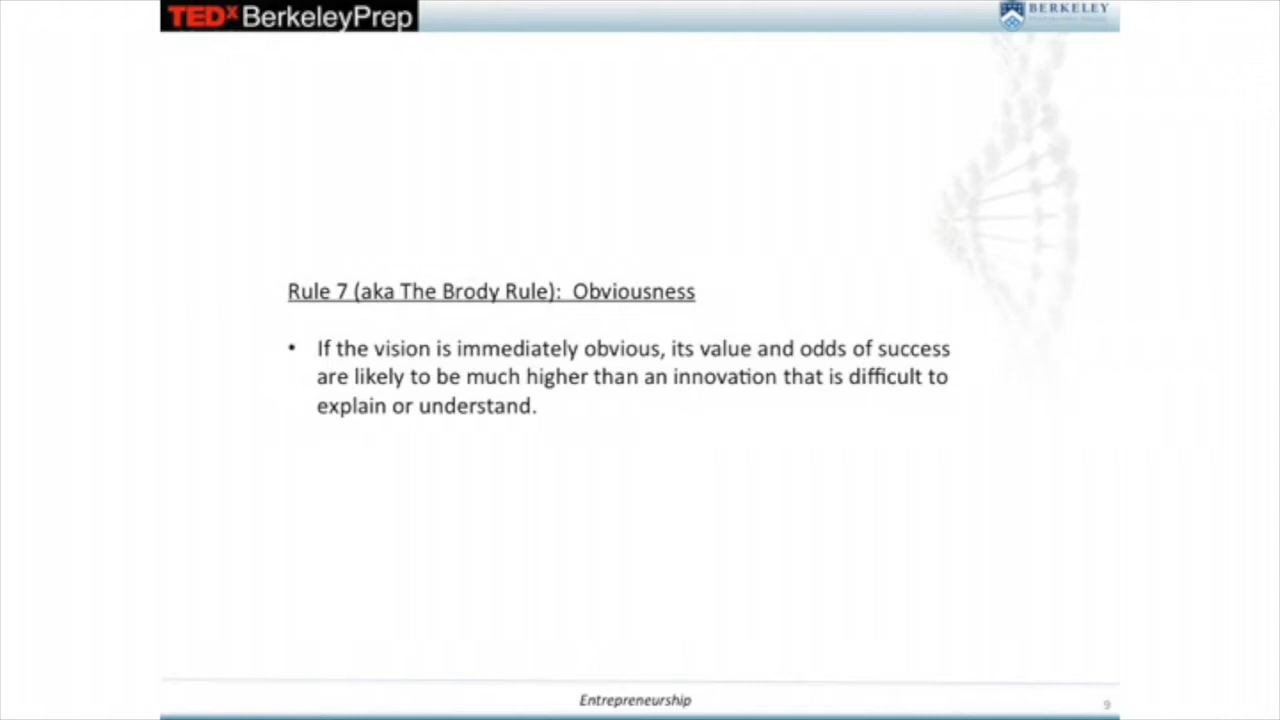 TEDx BerkeleyPrep
BERKELEY
Rule 7 (aka The Brody Rule): Obviousness
• If the vision is immediately obvious, its value and odds of success
are likely to be much higher than an innovation that is difficult to
explain or understand.
Entrepreneurship
9